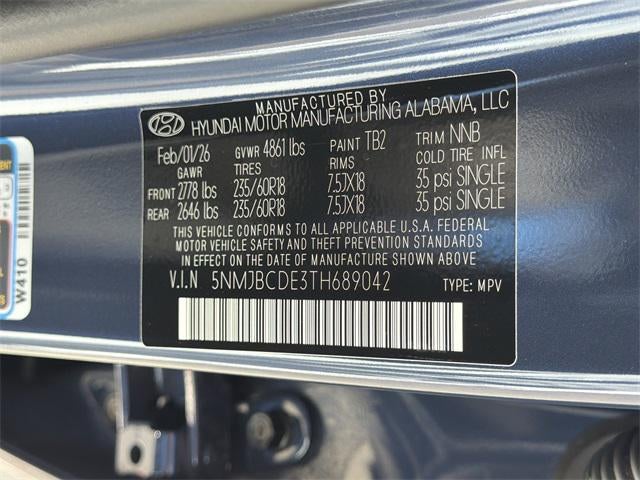 MANUFACTURED BY
HYUNDAI MOTOR MANUFACTURING ALABAMA, LLC
Feb/01/26 GVWR 4861 lbs PAINT TB2 TRIM NNB
GAWR TIRES RIMS COLD TIRE INFL
FRONT 2778 lbs 235/60R18 7.5JX18 35 psi SINGLE
REAR 2646 lbs 235/60R18 7.5JX18 35 psi SINGLE
THIS VEHICLE CONFORMS TO ALL APPLICABLE U.S.A. FEDERAL
MOTOR VEHICLE SAFETY AND THEFT PREVENTION STANDARDS
IN EFFECT ON THE DATE OF MANUFACTURE SHOWN ABOVE
V.I.N 5NMJBCDE3TH689042 TYPE: MPV
W410